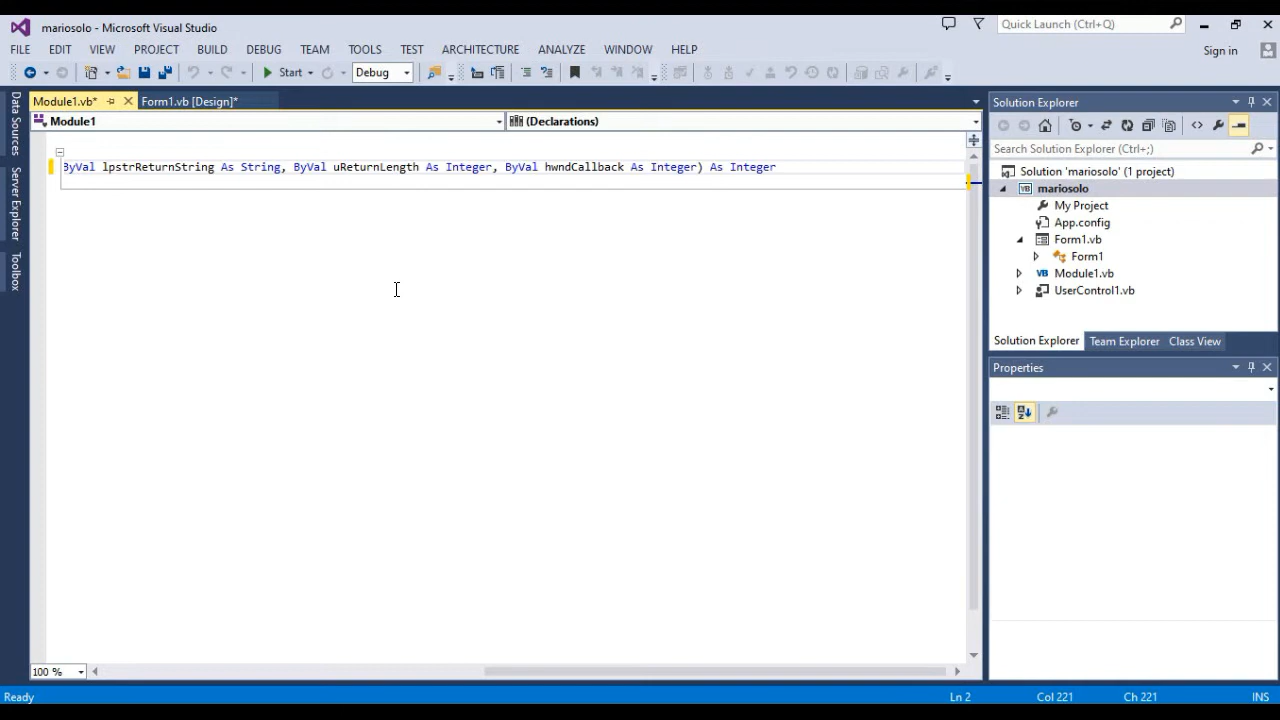 mariosolo - Microsoft Visual Studio
Quick Launch (Ctrl+Q)
FILE EDIT VIEW PROJECT BUILD DEBUG TEAM TOOLS TEST ARCHITECTURE ANALYZE WINDOW HELP
Sign in
Start Debug
Data Sources
Server Explorer
Toolbox
Module1.vb* Form1.vb [Design]*
Module1 (Declarations)
ByVal lpstrReturnString As String, ByVal uReturnLength As Integer, ByVal hwndCallback As Integer) As Integer
100 %
Solution Explorer
Search Solution Explorer (Ctrl+;)
Solution 'mariosolo' (1 project)
mariosolo
My Project
App.config
Form1.vb
Form1
Module1.vb
UserControl1.vb
Solution Explorer Team Explorer Class View
Properties
Ready Ln 2 Col 221 Ch 221 INS